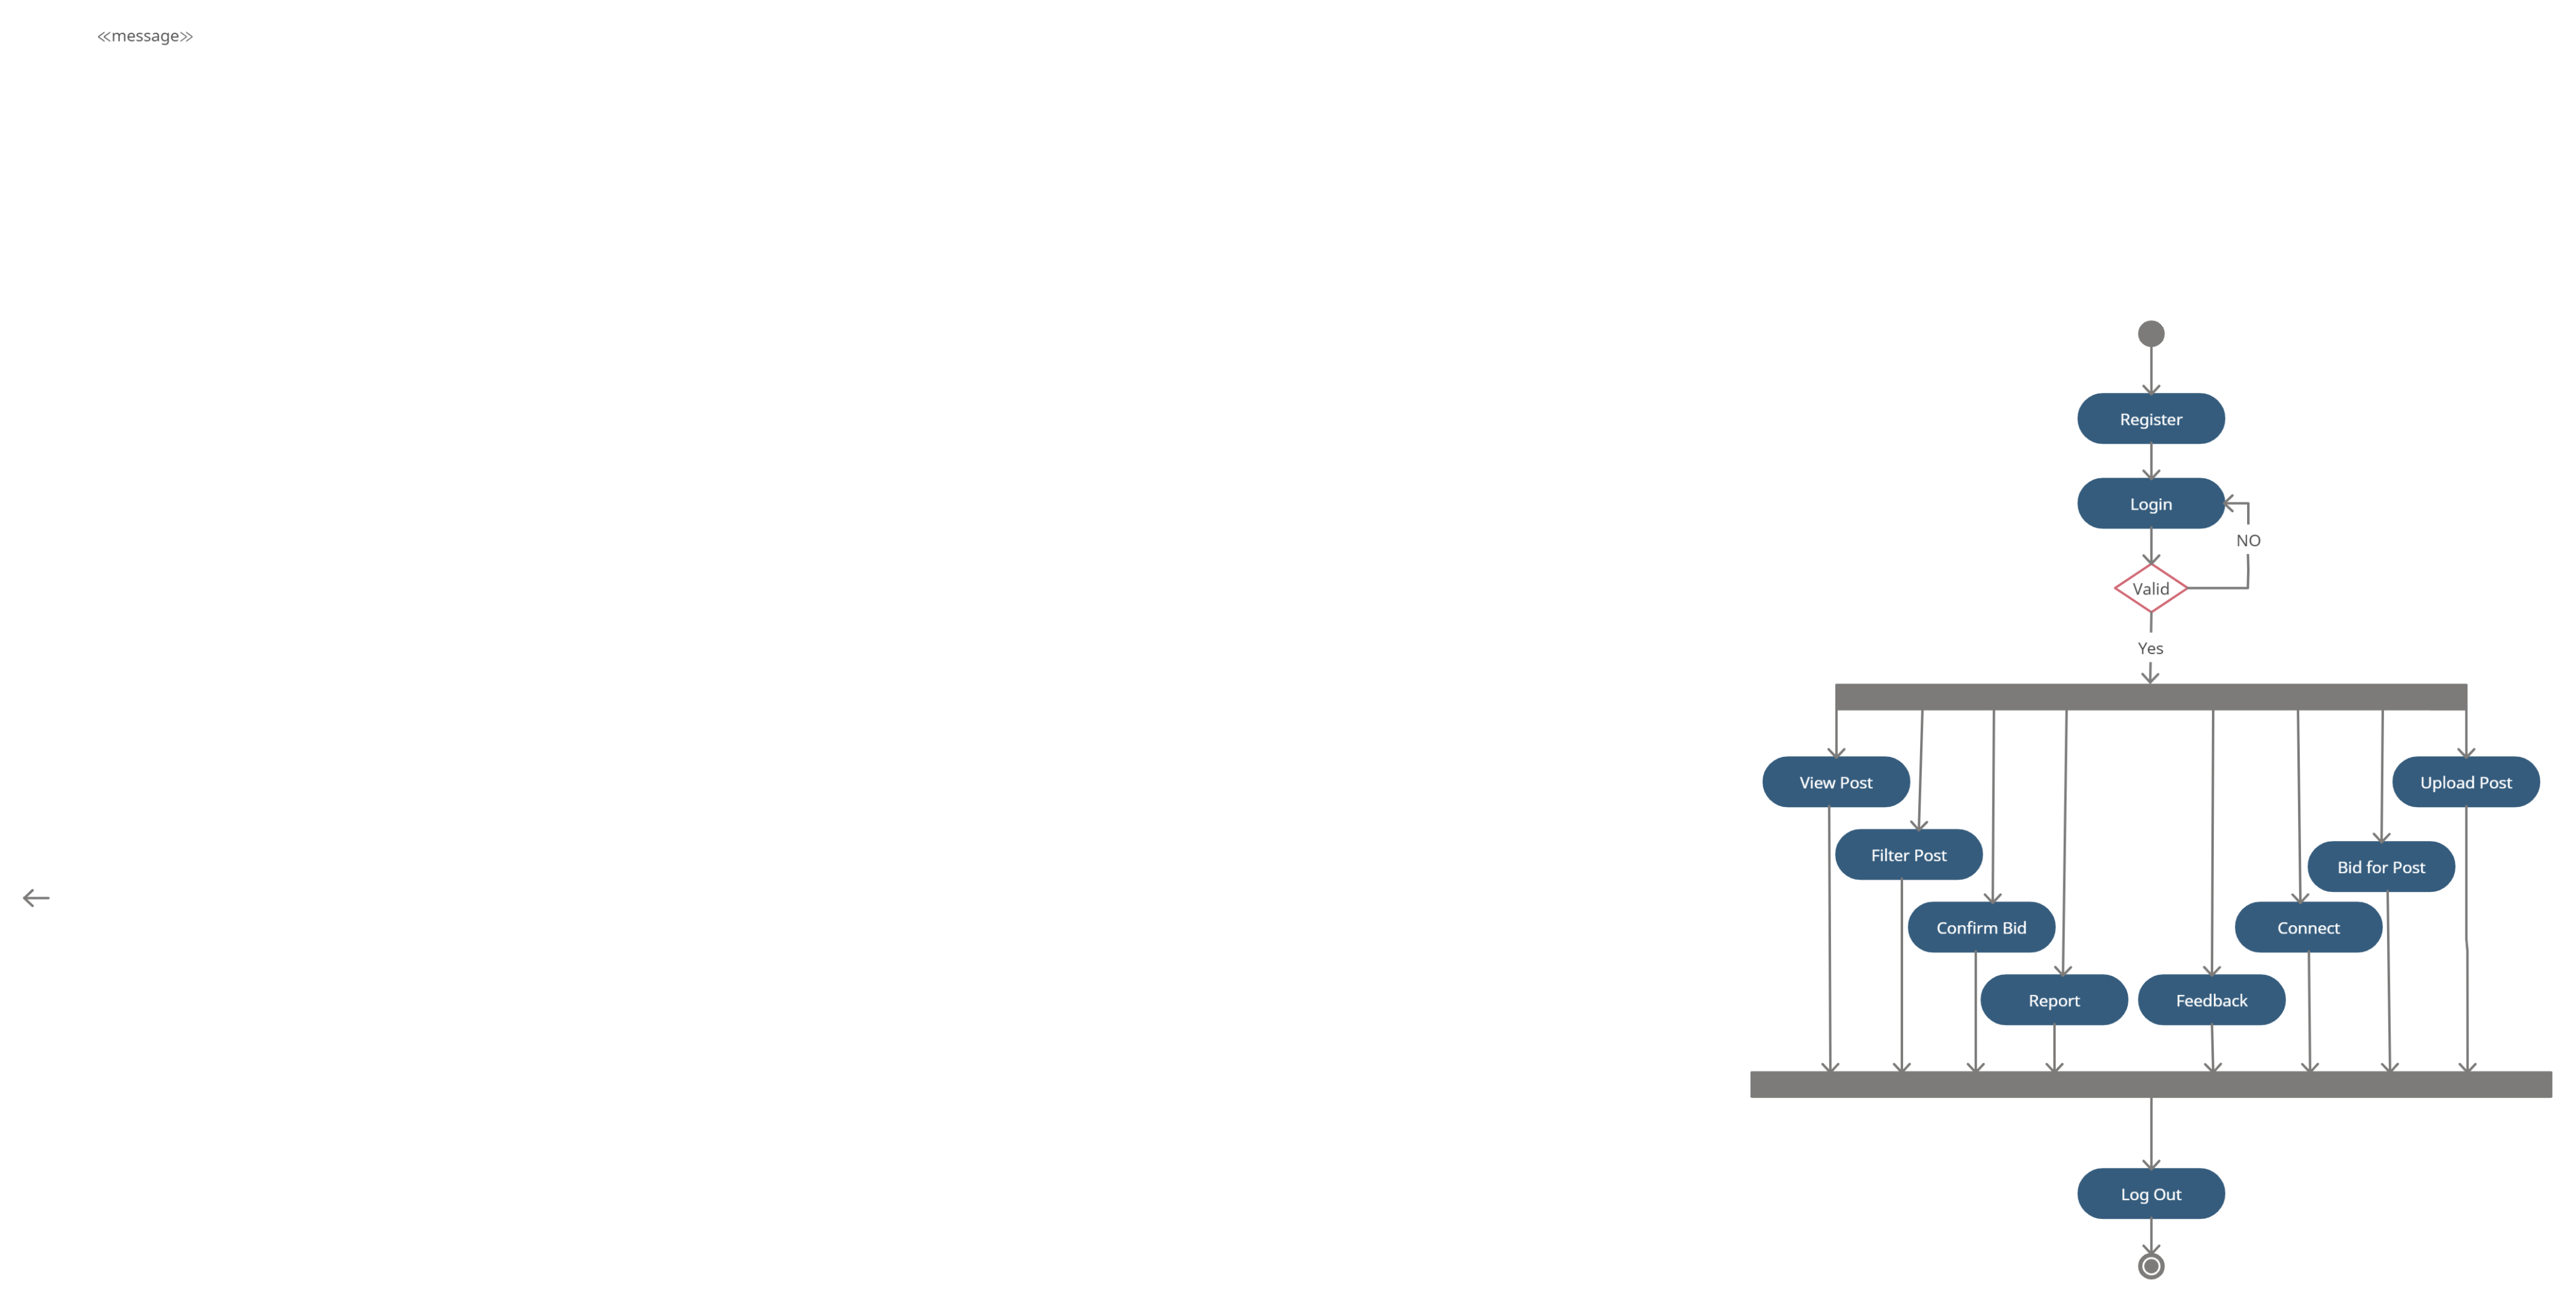 ≪message≫
Register
Login
NO
Valid
Yes
View Post
Upload Post
Filter Post
Bid for Post
Confirm Bid
Connect
Report
Feedback
Log Out